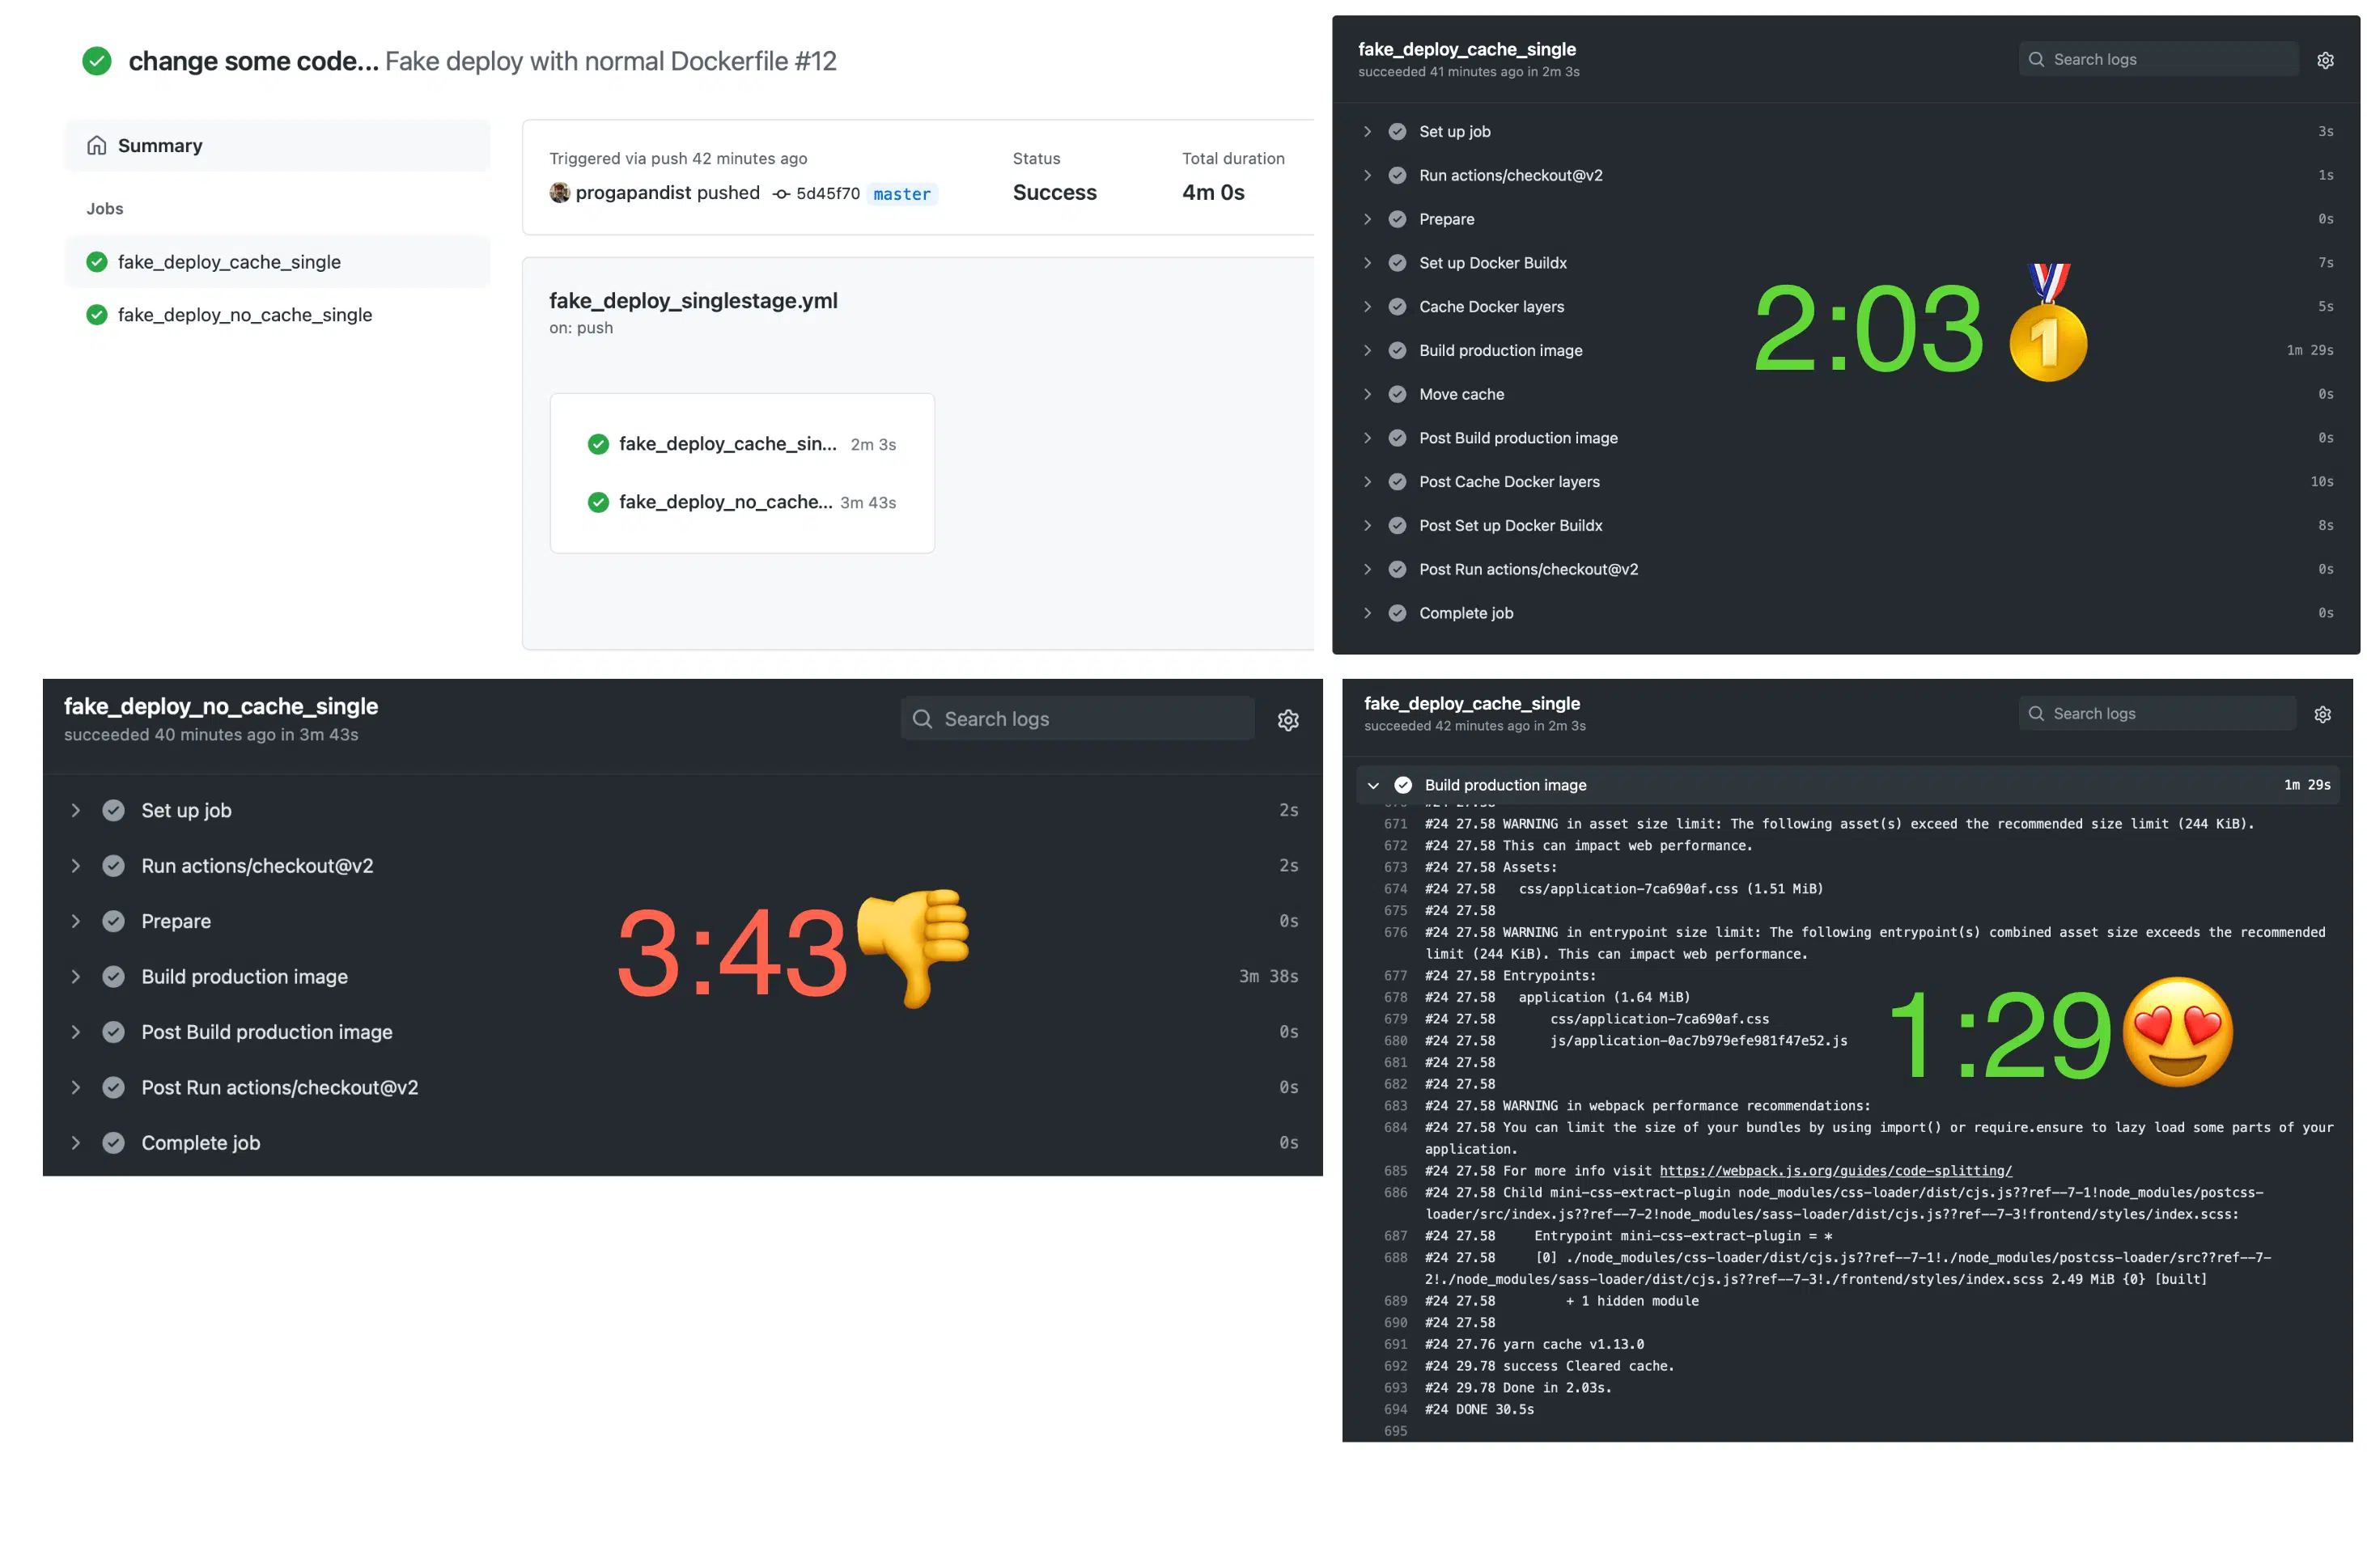 change some code... Fake deploy with normal Dockerfile #12
Summary
Jobs
fake_deploy_cache_single
fake_deploy_no_cache_single
Triggered via push 42 minutes ago
progapandist pushed 5d45f70 master
Status
Success
Total duration
4m 0s
fake_deploy_singlestage.yml
on: push
fake_deploy_cache_sin... 2m 3s
fake_deploy_no_cache... 3m 43s
fake_deploy_cache_single
succeeded 41 minutes ago in 2m 3s
Search logs
Set up job 3s
Run actions/checkout@v2 1s
Prepare 0s
Set up Docker Buildx 7s
Cache Docker layers 5s
2:03 1
Build production image 1m 29s
Move cache 0s
Post Build production image 0s
Post Cache Docker layers 10s
Post Set up Docker Buildx 8s
Post Run actions/checkout@v2 0s
Complete job 0s
fake_deploy_no_cache_single
succeeded 40 minutes ago in 3m 43s
Search logs
Set up job 2s
Run actions/checkout@v2 2s
Prepare 0s
3:43
Build production image 3m 38s
Post Build production image 0s
Post Run actions/checkout@v2 0s
Complete job 0s
fake_deploy_cache_single
succeeded 42 minutes ago in 2m 3s
Search logs
Build production image 1m 29s
671 #24 27.58 WARNING in asset size limit: The following asset(s) exceed the recommended size limit (244 KiB).
672 #24 27.58 This can impact web performance.
673 #24 27.58 Assets:
674 #24 27.58 css/application-7ca690af.css (1.51 MiB)
675 #24 27.58
676 #24 27.58 WARNING in entrypoint size limit: The following entrypoint(s) combined asset size exceeds the recommended
limit (244 KiB). This can impact web performance.
677 #24 27.58 Entrypoints:
678 #24 27.58 application (1.64 MiB)
679 #24 27.58 css/application-7ca690af.css
680 #24 27.58 js/application-0ac7b979efe981f47e52.js
1:29
681 #24 27.58
682 #24 27.58
683 #24 27.58 WARNING in webpack performance recommendations:
684 #24 27.58 You can limit the size of your bundles by using import() or require.ensure to lazy load some parts of your
application.
685 #24 27.58 For more info visit https://webpack.js.org/guides/code-splitting/
686 #24 27.58 Child mini-css-extract-plugin node_modules/css-loader/dist/cjs.js??ref--7-1!node_modules/postcss-
loader/src/index.js??ref--7-2!node_modules/sass-loader/dist/cjs.js??ref--7-3!frontend/styles/index.scss:
687 #24 27.58 Entrypoint mini-css-extract-plugin = *
688 #24 27.58 [0] ./node_modules/css-loader/dist/cjs.js??ref--7-1!./node_modules/postcss-loader/src??ref--7-
2!./node_modules/sass-loader/dist/cjs.js??ref--7-3!./frontend/styles/index.scss 2.49 MiB {0} [built]
689 #24 27.58 + 1 hidden module
690 #24 27.58
691 #24 27.76 yarn cache v1.13.0
692 #24 29.78 success Cleared cache.
693 #24 29.78 Done in 2.03s.
694 #24 DONE 30.5s
695